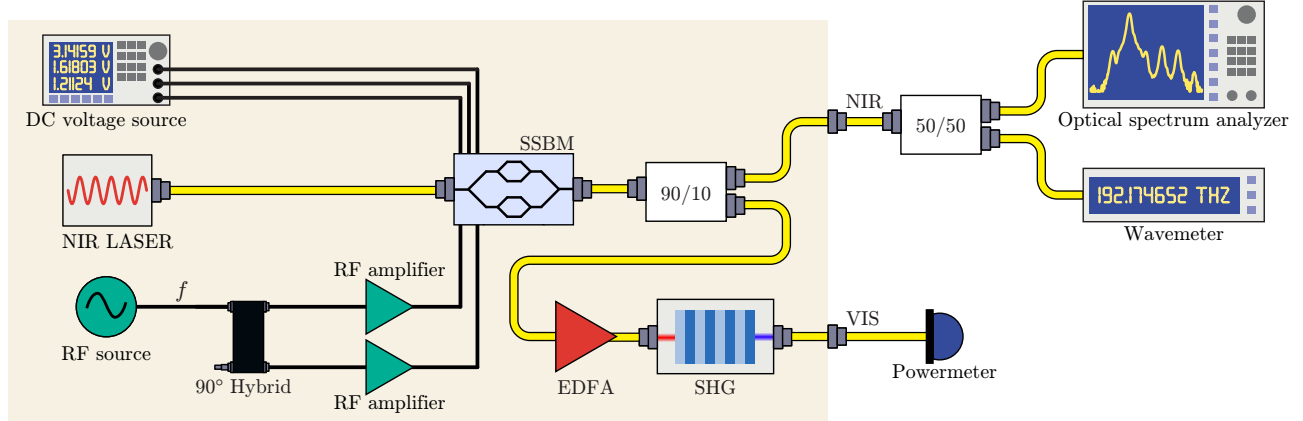 3.14159 V
1.61803 V
1.21124 V
DC voltage source
NIR LASER
SSBM
90/10
NIR
50/50
Optical spectrum analyzer
192.174652 THZ
Wavemeter
RF source
f
90° Hybrid
RF amplifier
RF amplifier
EDFA
SHG
VIS
Powermeter